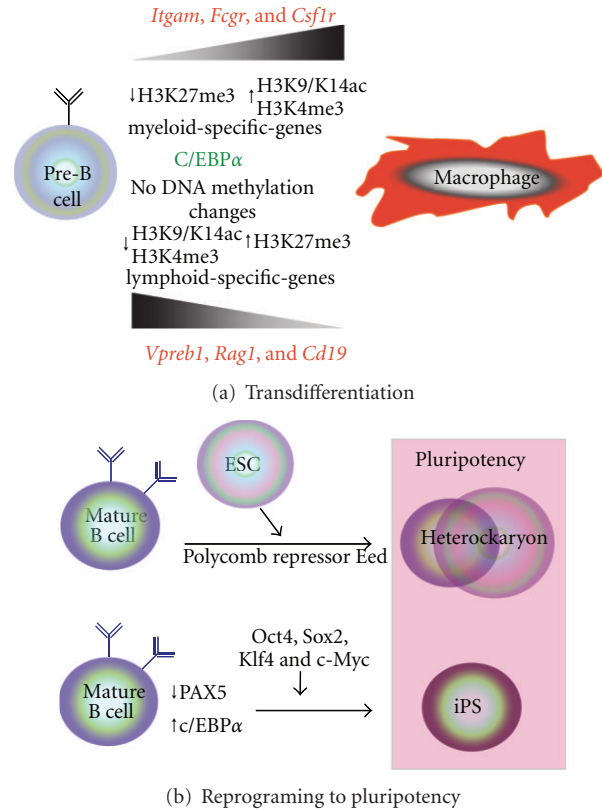 Itgam, Fcgr, and Csf1r
↓H3K27me3 ↑H3K9/K14ac
H3K4me3
myeloid-specific-genes
C/EBPα
Pre-B
cell
No DNA methylation
changes
Macrophage
↓H3K9/K14ac ↑H3K27me3
H3K4me3
lymphoid-specific-genes
Vpreb1, Rag1, and Cd19
(a) Transdifferentiation
ESC
Mature
B cell
Polycomb repressor Eed
Pluripotency
Heterockaryon
Oct4, Sox2,
Klf4 and c-Myc
Mature
B cell
↓PAX5
↑c/EBPα
iPS
(b) Reprograming to pluripotency